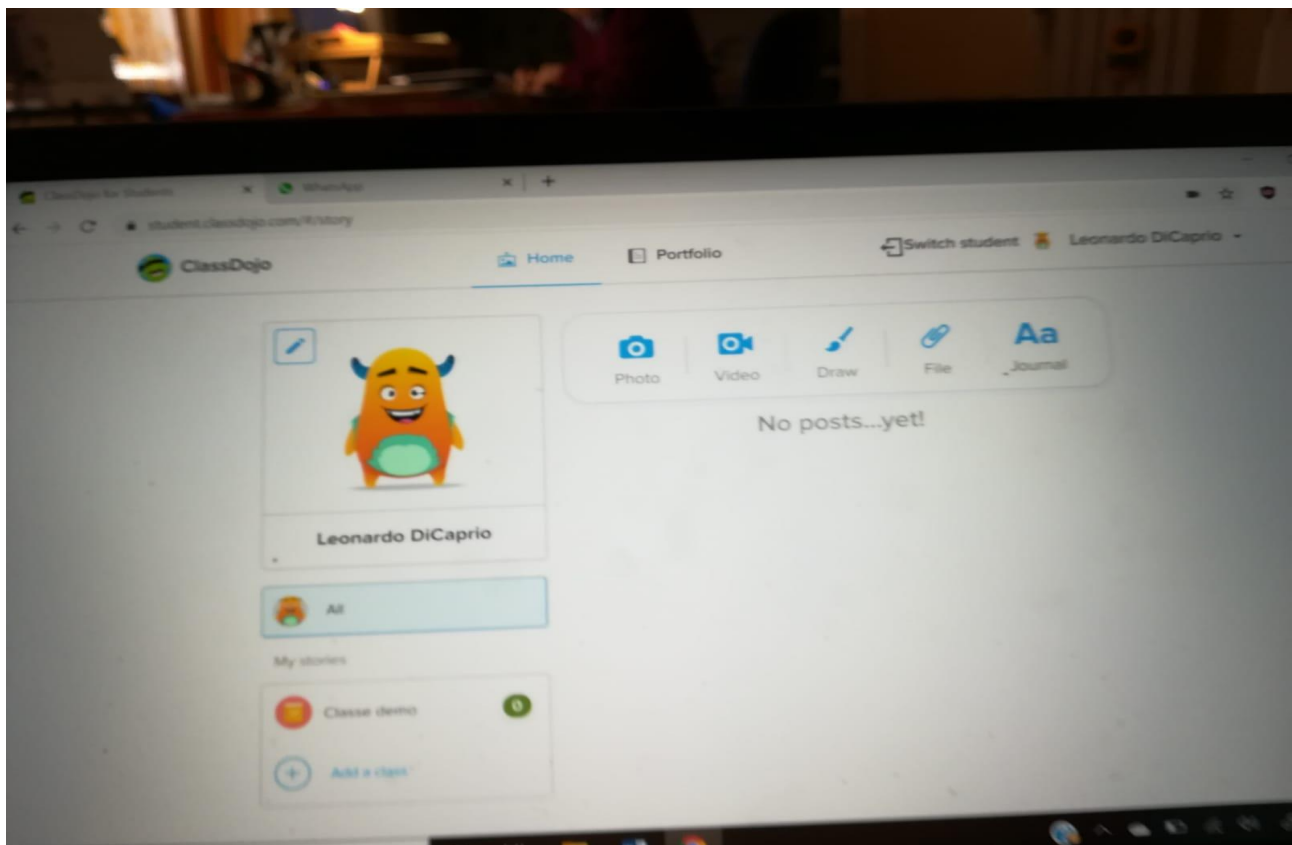 ClassDojo for Students
WhatsApp
student.classdojo.com/#/story
ClassDojo
Home
Portfolio
Switch student
Leonardo DiCaprio
Photo
Video
Draw
File
Aa
Journal
No posts...yet!
Leonardo DiCaprio
All
My stories
Classe demo
0
Add a class